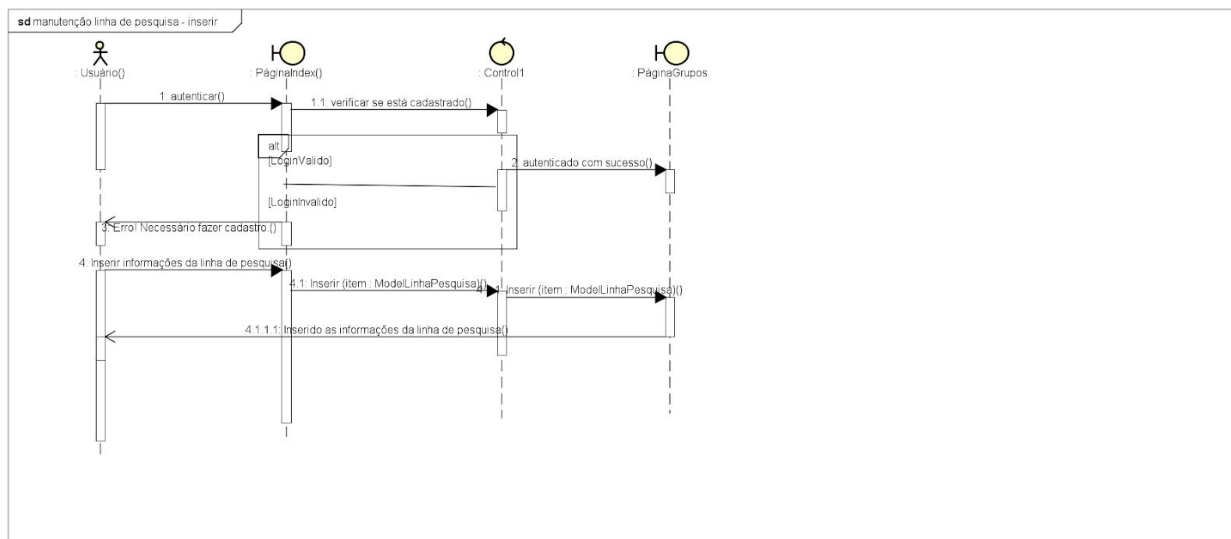 sd manutenção linha de pesquisa - inserir
: Usuário()
: PáginaIndex()
: Control1
: PáginaGrupos
1: autenticar()
1.1: verificar se está cadastrado()
alt
[LoginValido]
2: autenticado com sucesso()
[LoginInvalido]
3: Erro! Necessário fazer cadastro.()
4: Inserir informações da linha de pesquisa()
4.1: Inserir (item : ModelLinhaPesquisa)()
Inserir (item : ModelLinhaPesquisa)()
4.1.1.1: Inserido as informações da linha de pesquisa()